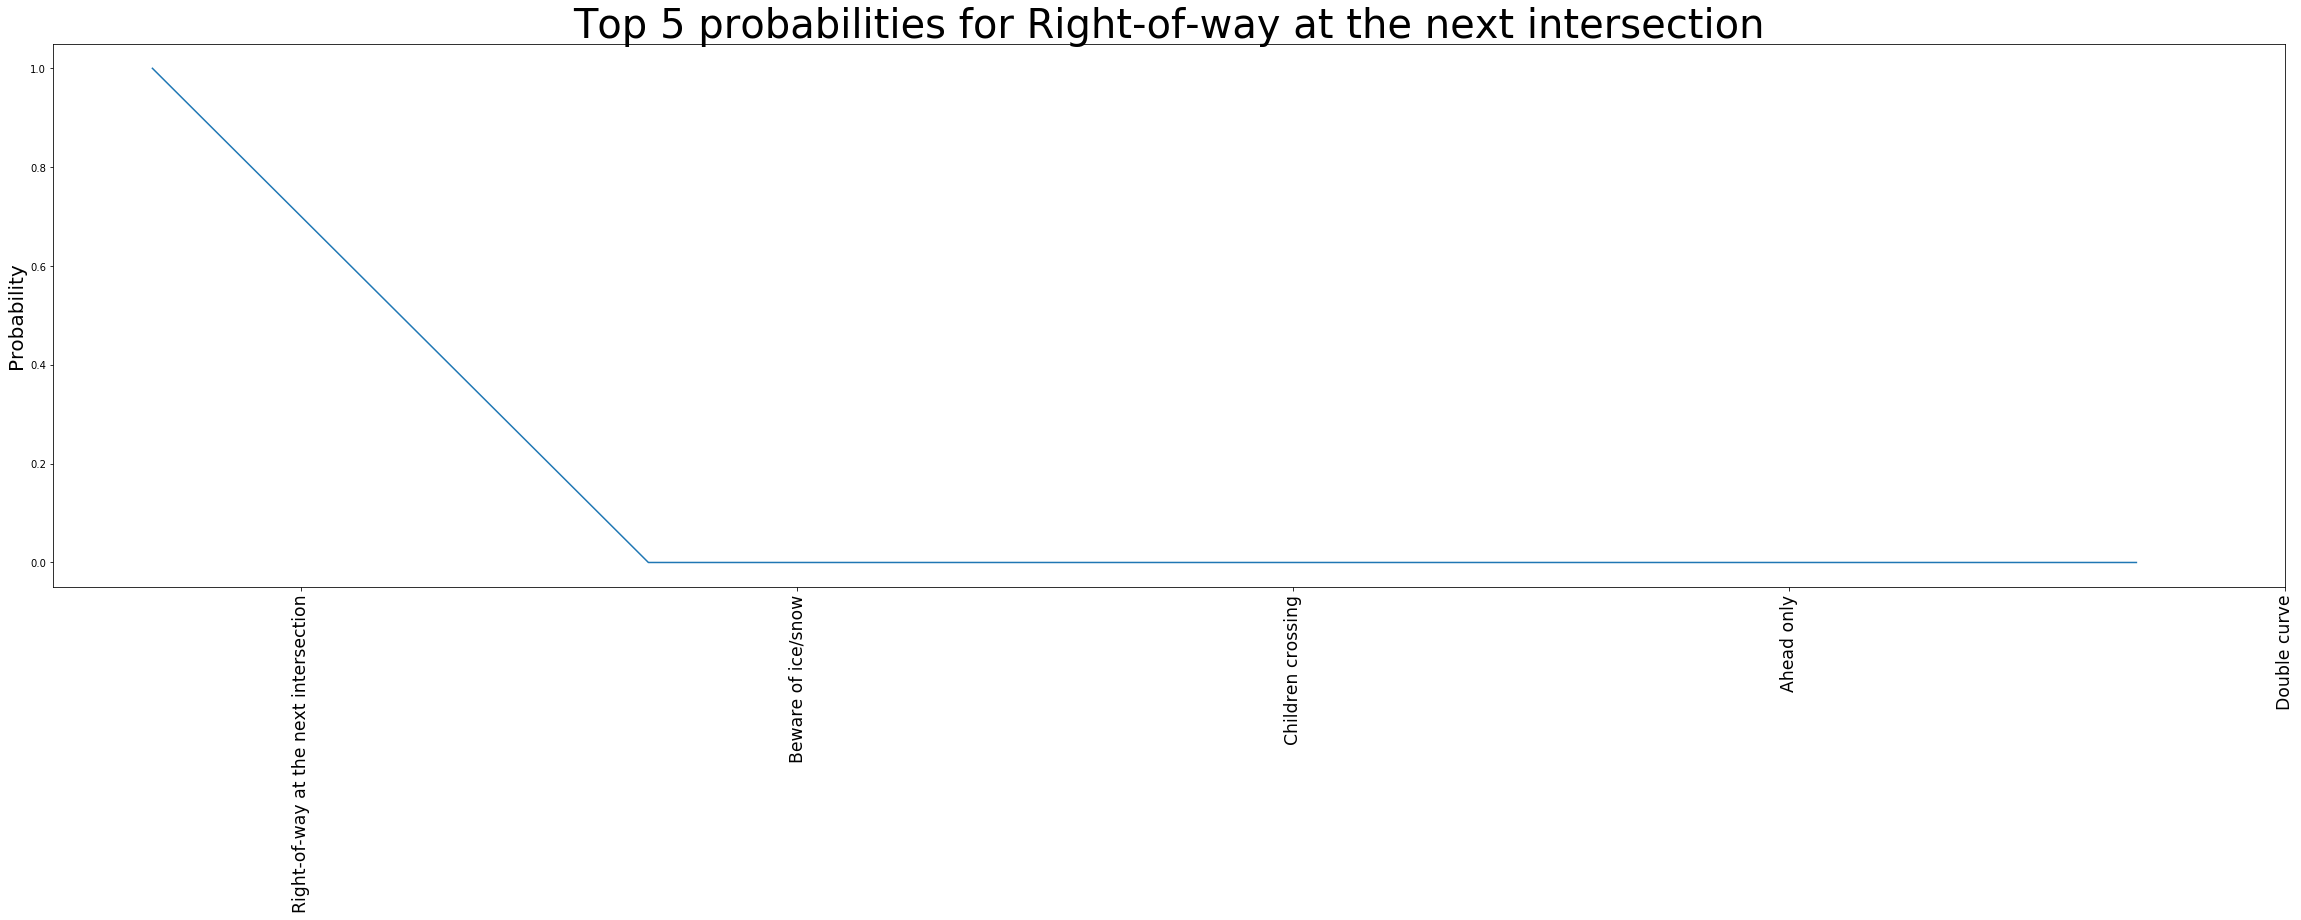 Top 5 probabilities for Right-of-way at the next intersection
Probability
1.0
0.8
0.6
0.4
0.2
0.0
Right-of-way at the next intersection
Beware of ice/snow
Children crossing
Ahead only
Double curve